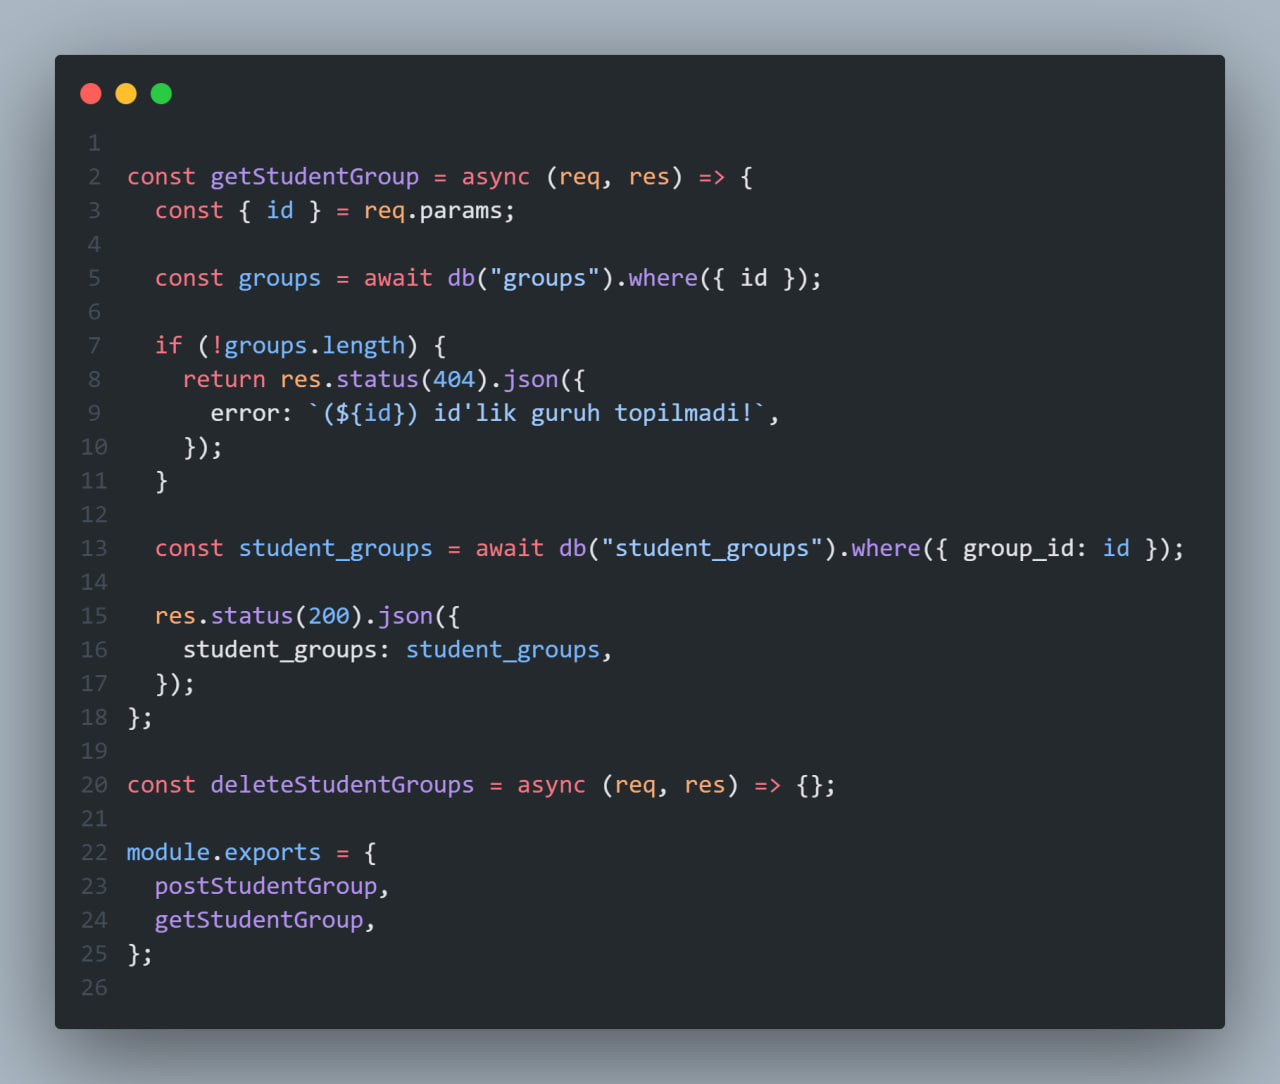 1
2 const getStudentGroup = async (req, res) => {
3   const { id } = req.params;
4
5   const groups = await db("groups").where({ id });
6
7   if (!groups.length) {
8     return res.status(404).json({
9       error: `(${id}) id'lik guruh topilmadi!`,
10     });
11   }
12
13   const student_groups = await db("student_groups").where({ group_id: id });
14
15   res.status(200).json({
16     student_groups: student_groups,
17   });
18 };
19
20 const deleteStudentGroups = async (req, res) => {};
21
22 module.exports = {
23   postStudentGroup,
24   getStudentGroup,
25 };
26